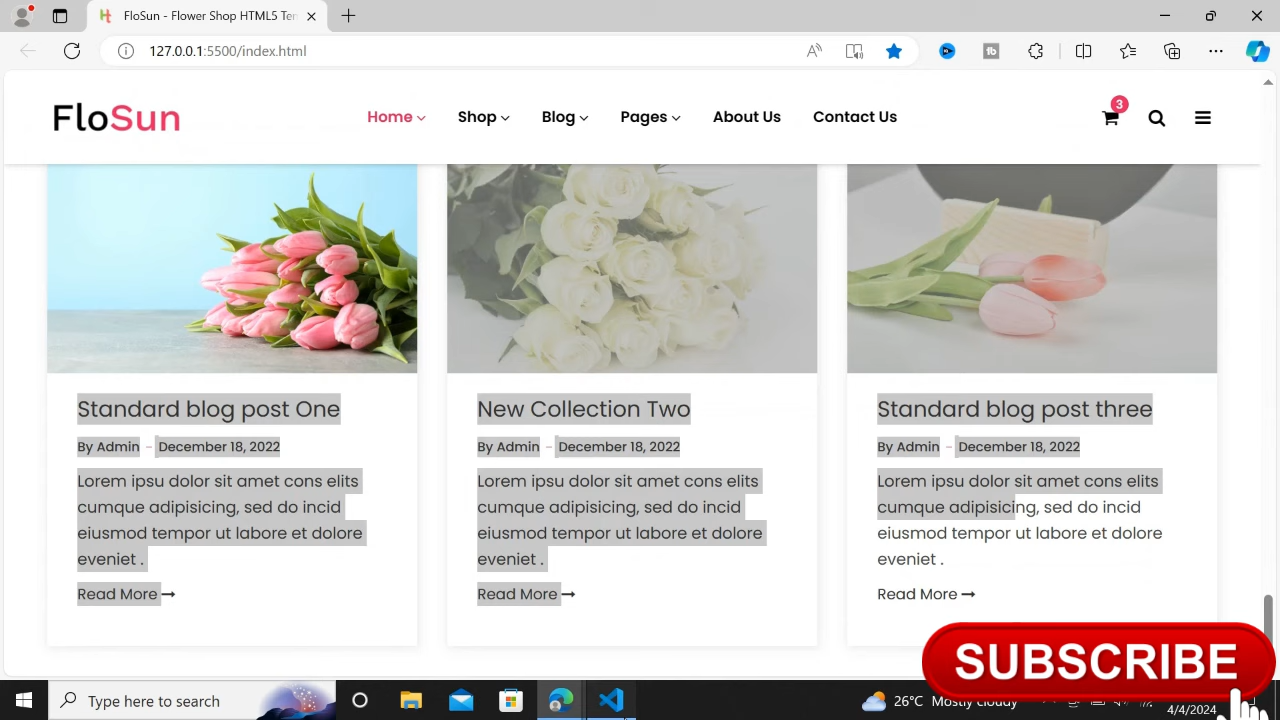 FloSun - Flower Shop HTML5 Ten
127.0.0.1:5500/index.html
FloSun
Home
Shop
Blog
Pages
About Us
Contact Us
3
Standard blog post One
By Admin - December 18, 2022
Lorem ipsu dolor sit amet cons elits
cumque adipisicing, sed do incid
eiusmod tempor ut labore et dolore
eveniet .
Read More
New Collection Two
By Admin - December 18, 2022
Lorem ipsu dolor sit amet cons elits
cumque adipisicing, sed do incid
eiusmod tempor ut labore et dolore
eveniet .
Read More
Standard blog post three
By Admin - December 18, 2022
Lorem ipsu dolor sit amet cons elits
cumque adipisicing, sed do incid
eiusmod tempor ut labore et dolore
eveniet .
Read More
SUBSCRIBE
Type here to search
26°C Mostly cloudy
4/4/2024